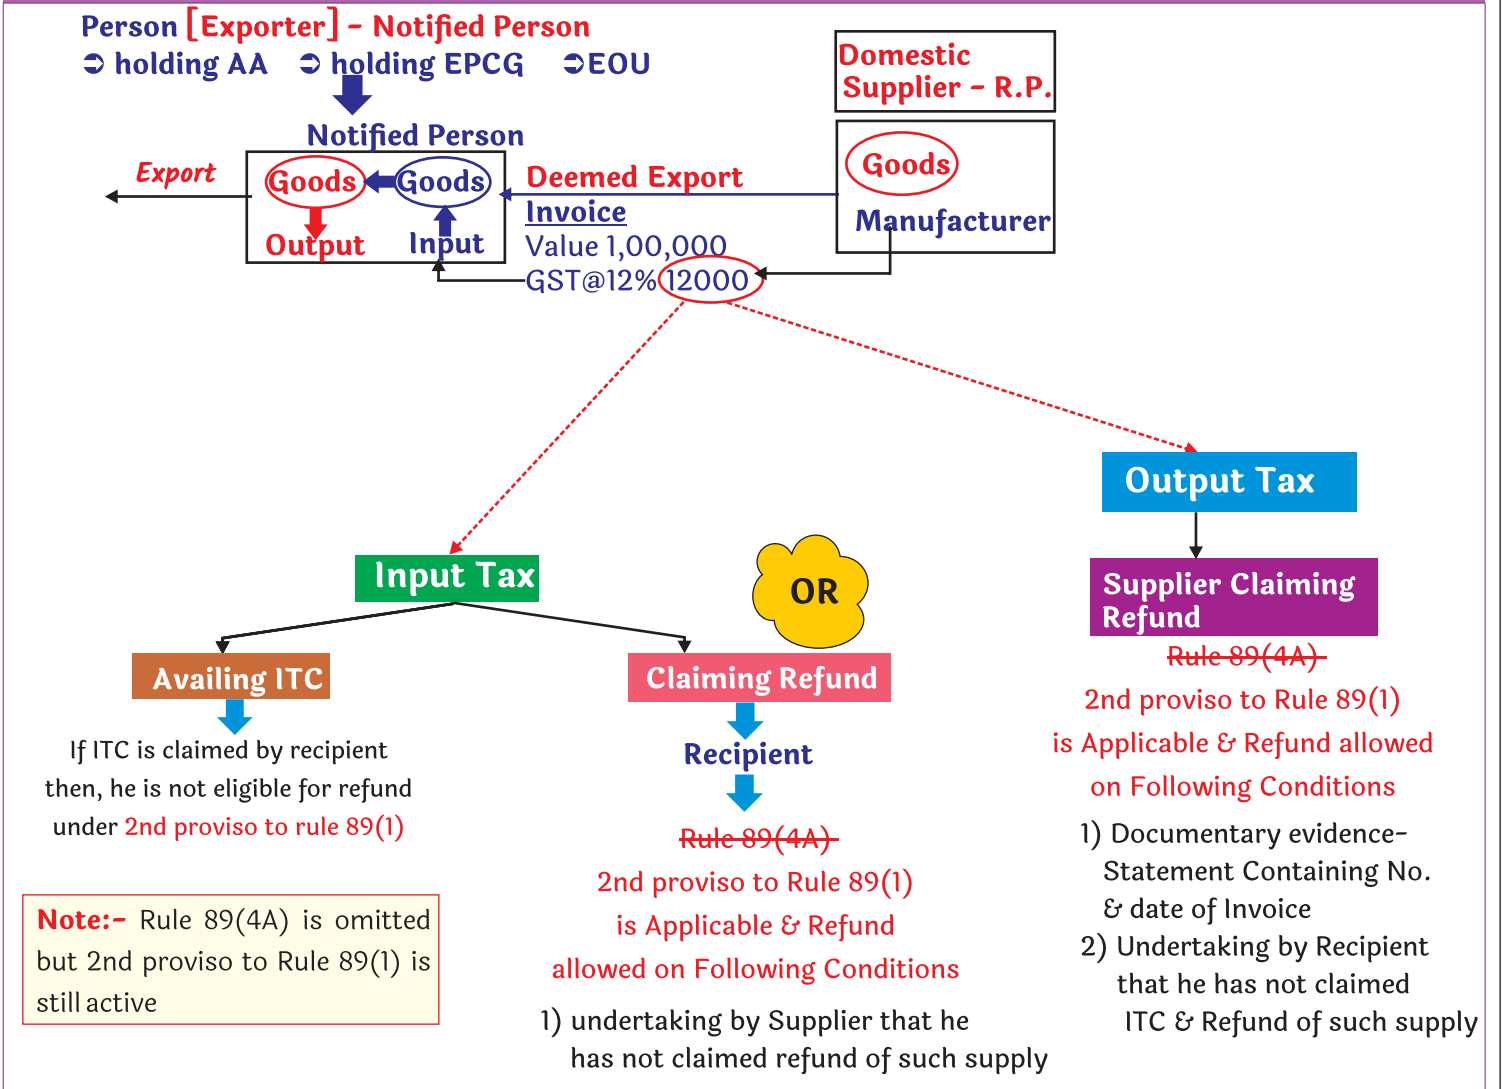 Person [Exporter] - Notified Person
➲ holding AA ➲ holding EPCG ➲EOU
Notified Person
Domestic
Supplier - R.P.
Export
Goods
Goods
Output
Input
Deemed Export
Invoice
Value 1,00,000
GST@12% 12000
Goods
Manufacturer
Input Tax
OR
Output Tax
Availing ITC
If ITC is claimed by recipient
then, he is not eligible for refund
under 2nd proviso to rule 89(1)
Note:- Rule 89(4A) is omitted
but 2nd proviso to Rule 89(1) is
still active
Claiming Refund
Recipient
Rule 89(4A)
2nd proviso to Rule 89(1)
is Applicable & Refund
allowed on Following Conditions
1) undertaking by Supplier that he
has not claimed refund of such supply
Supplier Claiming
Refund
Rule 89(4A)
2nd proviso to Rule 89(1)
is Applicable & Refund allowed
on Following Conditions
1) Documentary evidence-
Statement Containing No.
& date of Invoice
2) Undertaking by Recipient
that he has not claimed
ITC & Refund of such supply